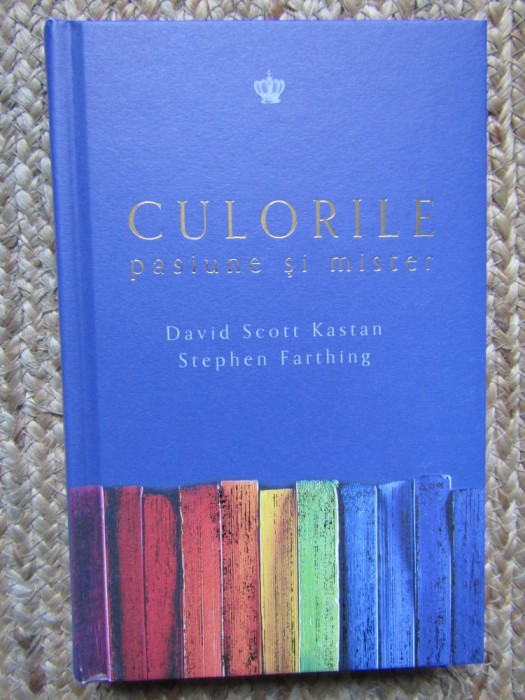 CULORILE
pasiune şi mister
David Scott Kastan
Stephen Farthing